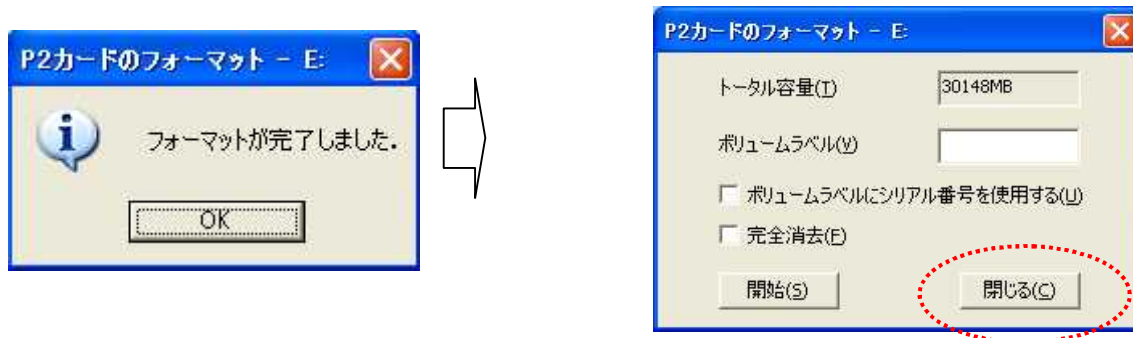 P2カードのフォーマット - E:
フォーマットが完了しました.
OK
P2カードのフォーマット - E:
トータル容量(T) 30148MB
ボリュームラベル(V)
ボリュームラベルにシリアル番号を使用する(U)
完全消去(F)
開始(S) 閉じる(C)